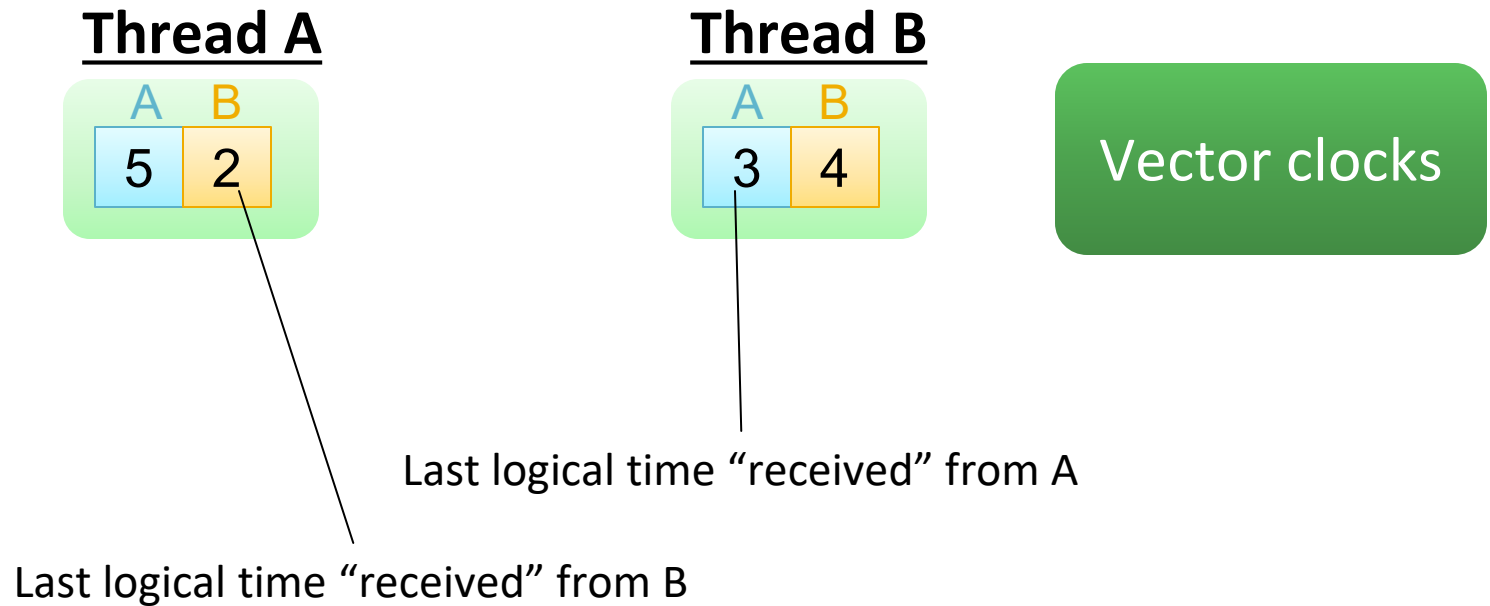 Thread A
Thread B
A B
A B
5 2
3 4
Vector clocks
Last logical time “received” from A
Last logical time “received” from B